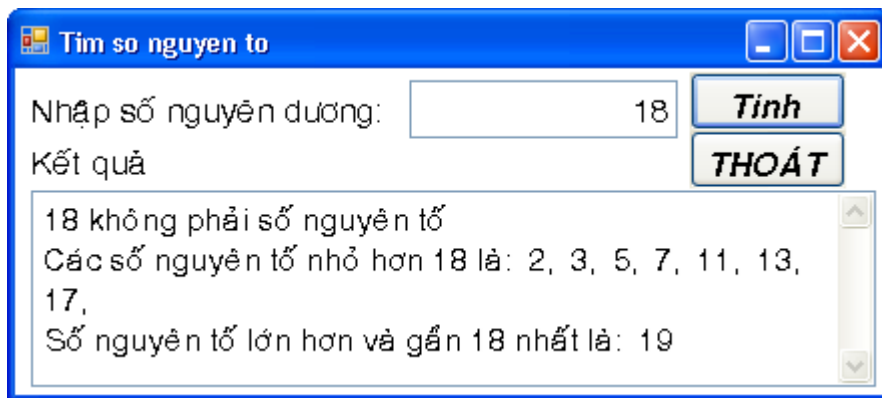 Tim so nguyen to
Nhập số nguyên dương: 18 Tinh
Kết quả THOÁT
18 không phải số nguyên tố
Các số nguyên tố nhỏ hơn 18 là: 2, 3, 5, 7, 11, 13,
17,
Số nguyên tố lớn hơn và gần 18 nhất là: 19